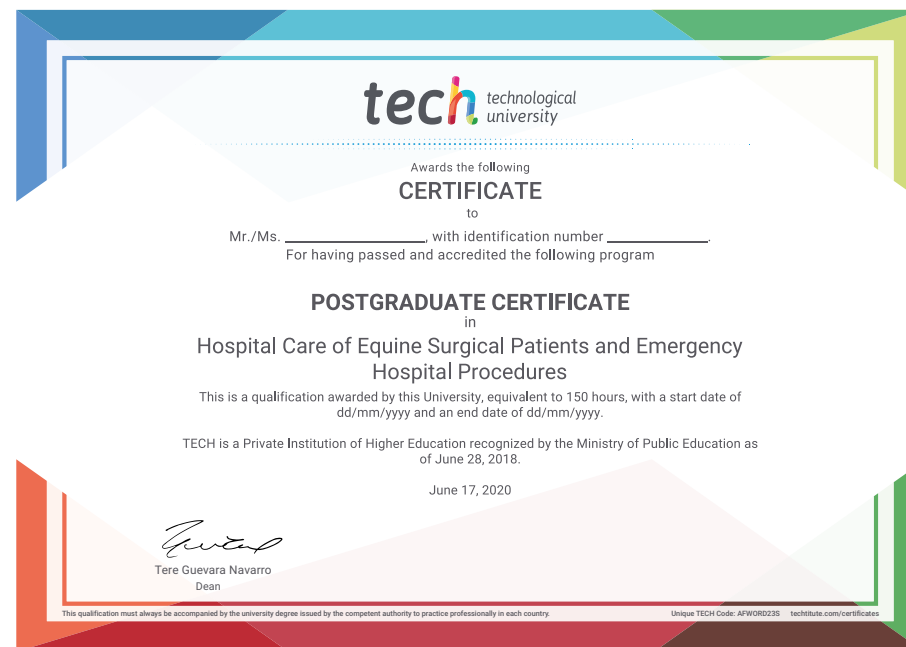 tech technological
university
Awards the following
CERTIFICATE
to
Mr./Ms. ____________________, with identification number __________________.
For having passed and accredited the following program
POSTGRADUATE CERTIFICATE
in
Hospital Care of Equine Surgical Patients and Emergency
Hospital Procedures
This is a qualification awarded by this University, equivalent to 150 hours, with a start date of
dd/mm/yyyy and an end date of dd/mm/yyyy.
TECH is a Private Institution of Higher Education recognized by the Ministry of Public Education as
of June 28, 2018.
June 17, 2020
Tere Guevara Navarro
Dean
This qualification must always be accompanied by the university degree issued by the competent authority to practice professionally in each country. Unique TECH Code: AFWORD23S techtitute.com/certificates